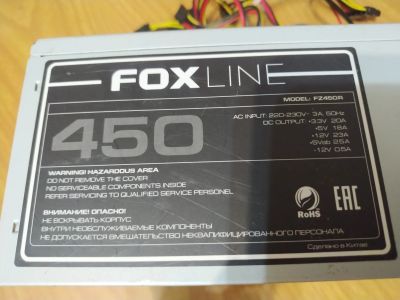 FOXLINE
MODEL: FZ450R
450
AC INPUT: 220-230V~ 3A, 50Hz
DC OUTPUT: +3.3V 20A
+5V 18A
+12V 23A
+5Vsb 2.5A
-12V 0.5A
WARNING! HAZARDOUS AREA
DO NOT REMOVE THE COVER
NO SERVICEABLE COMPONENTS INSIDE
REFER SERVICING TO QUALIFIED SERVICE PERSONEL
RoHS
EAC
ВНИМАНИЕ! ОПАСНО!
НЕ ВСКРЫВАТЬ КОРПУС
ВНУТРИ НЕОБСЛУЖИВАЕМЫЕ КОМПОНЕНТЫ
НЕ ДОПУСКАЕТСЯ ВМЕШАТЕЛЬСТВО НЕКВАЛИФИЦИРОВАННОГО ПЕРСОНАЛА
Сделано в Китае